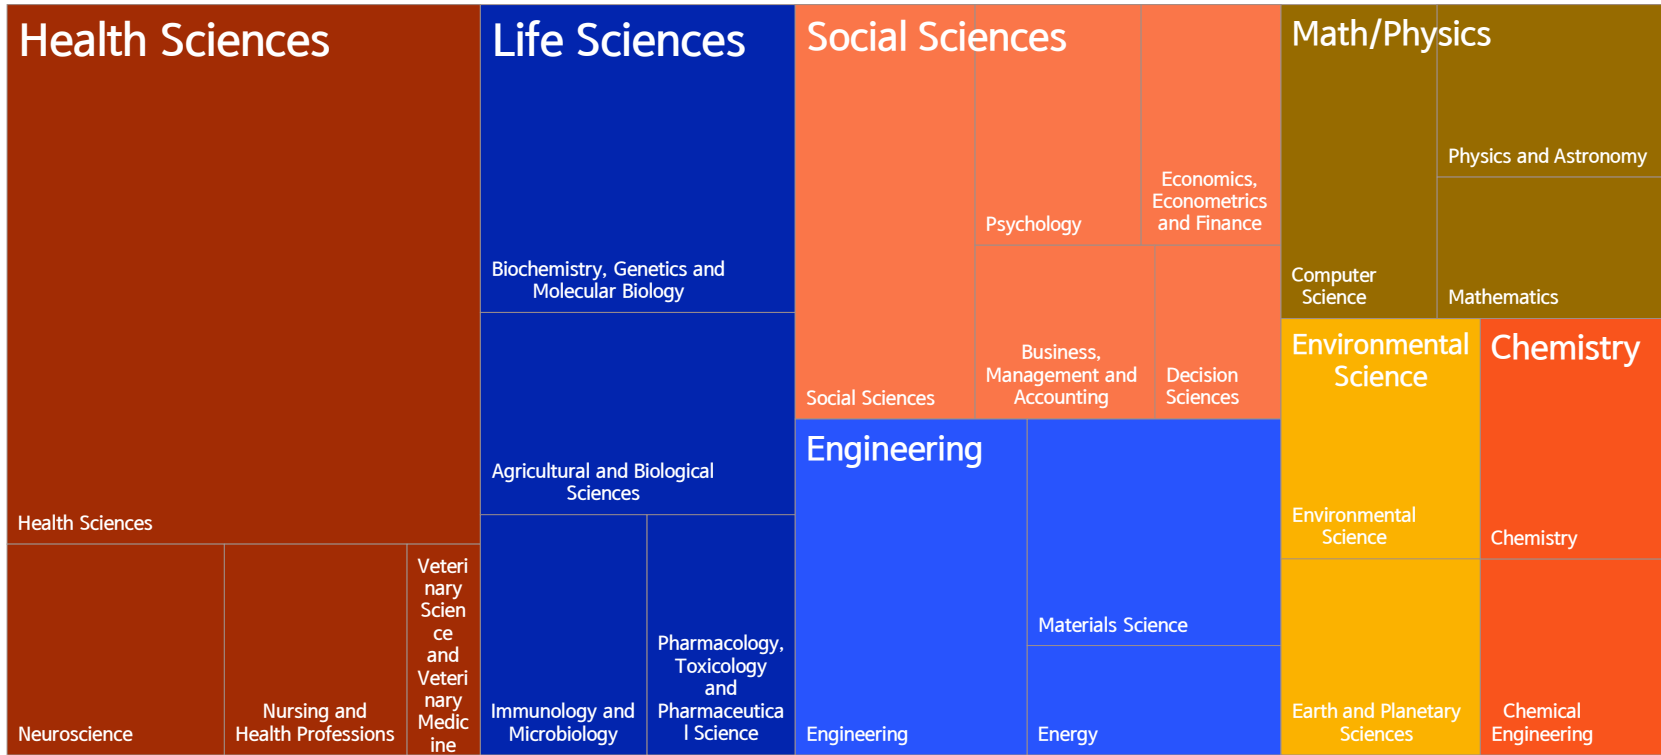 Health Sciences
Health Sciences
Neuroscience
Nursing and
Health Professions
Veteri
nary
Scien
ce
and
Veteri
nary
Medic
ine
Life Sciences
Biochemistry, Genetics and
Molecular Biology
Agricultural and Biological
Sciences
Immunology and
Microbiology
Pharmacology,
Toxicology
and
Pharmaceutica
l Science
Social Sciences
Social Sciences
Psychology
Economics,
Econometrics
and Finance
Business,
Management and
Accounting
Decision
Sciences
Engineering
Engineering
Materials Science
Energy
Math/Physics
Computer
Science
Physics and Astronomy
Mathematics
Environmental
Science
Environmental
Science
Earth and Planetary
Sciences
Chemistry
Chemistry
Chemical
Engineering